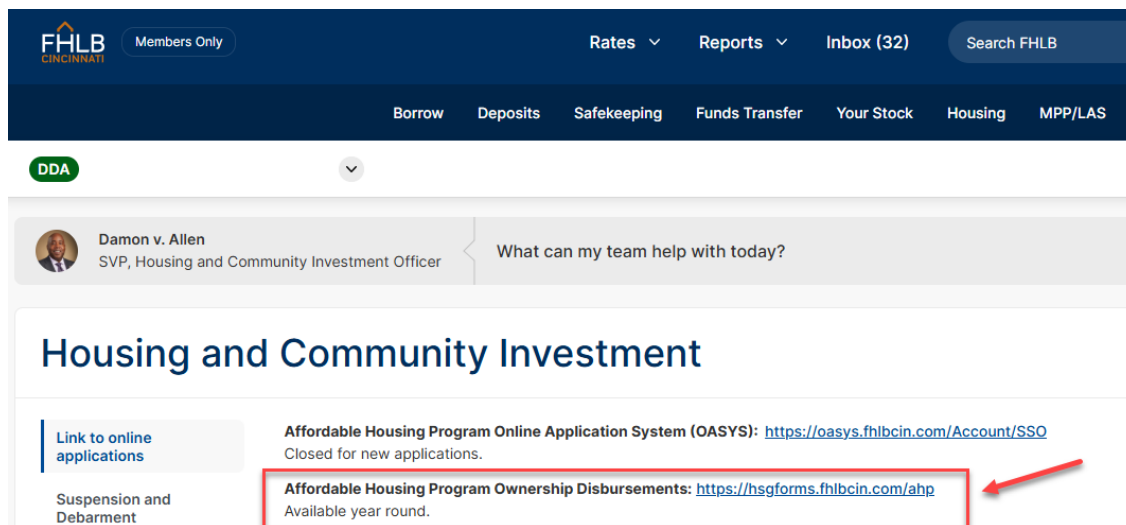 FHLB
CINCINNATI
Members Only
Rates
Reports
Inbox (32)
Search FHLB
Borrow
Deposits
Safekeeping
Funds Transfer
Your Stock
Housing
MPP/LAS
DDA
Damon v. Allen
SVP, Housing and Community Investment Officer
What can my team help with today?
Housing and Community Investment
Link to online
applications
Suspension and
Debarment
Affordable Housing Program Online Application System (OASYS): https://oasys.fhlbcin.com/Account/SSO
Closed for new applications.
Affordable Housing Program Ownership Disbursements: https://hsgforms.fhlbcin.com/ahp
Available year round.